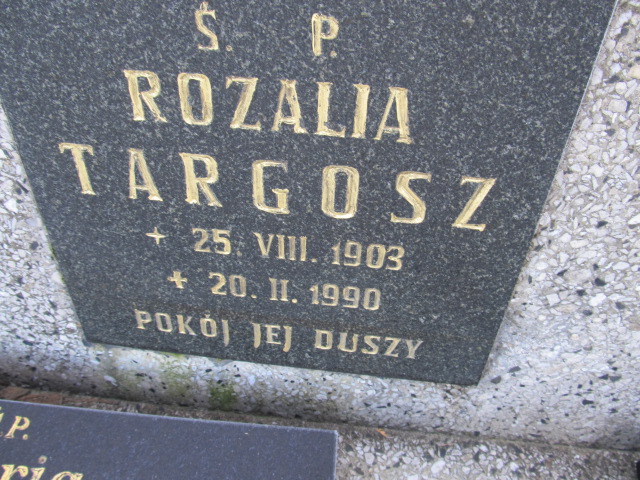 Ś. P.
ROZALIA
TARGOSZ
+ 25. VIII. 1903
+ 20. II. 1990
POKÓJ JEJ DUSZY
P.